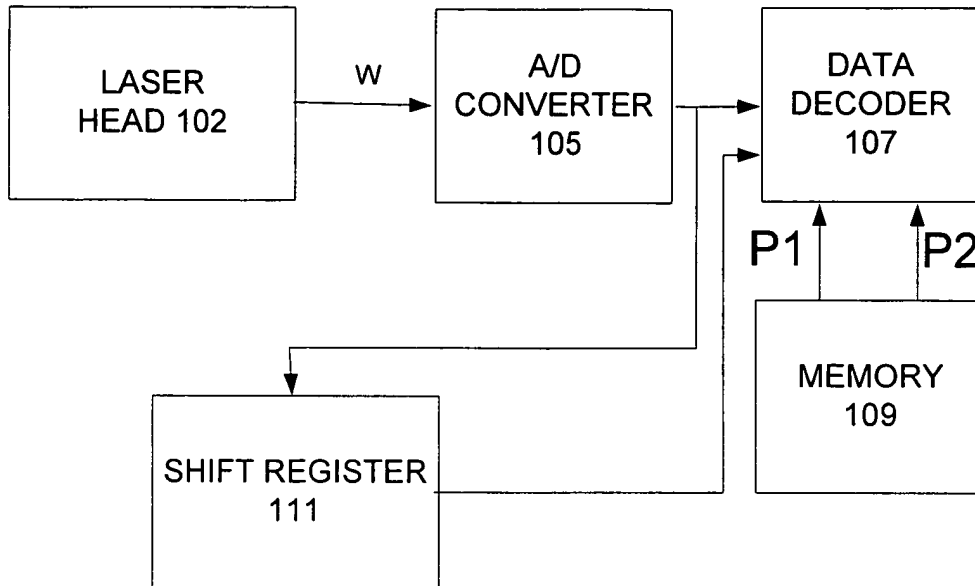 LASER
HEAD 102
W
A/D
CONVERTER
105
DATA
DECODER
107
P1
P2
MEMORY
109
SHIFT REGISTER
111